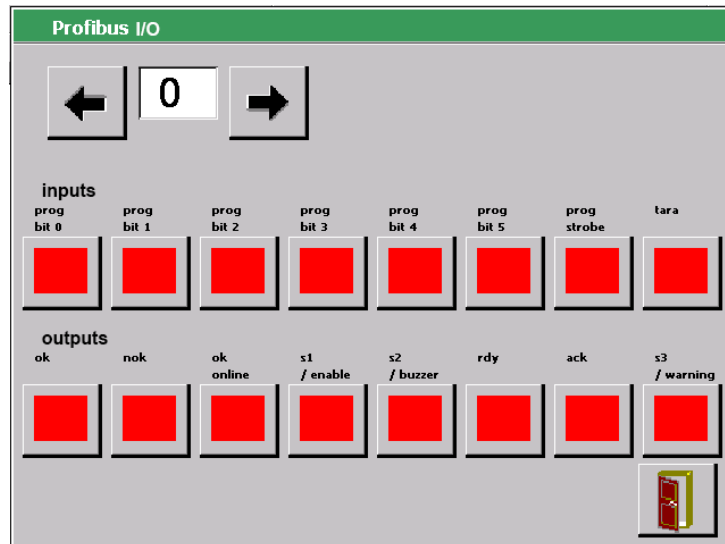 Profibus I/O
0
inputs
prog prog prog prog prog prog prog tara
bit 0 bit 1 bit 2 bit 3 bit 4 bit 5 strobe
outputs
ok nok ok s1 s2 rdy ack s3
online / enable / buzzer / warning